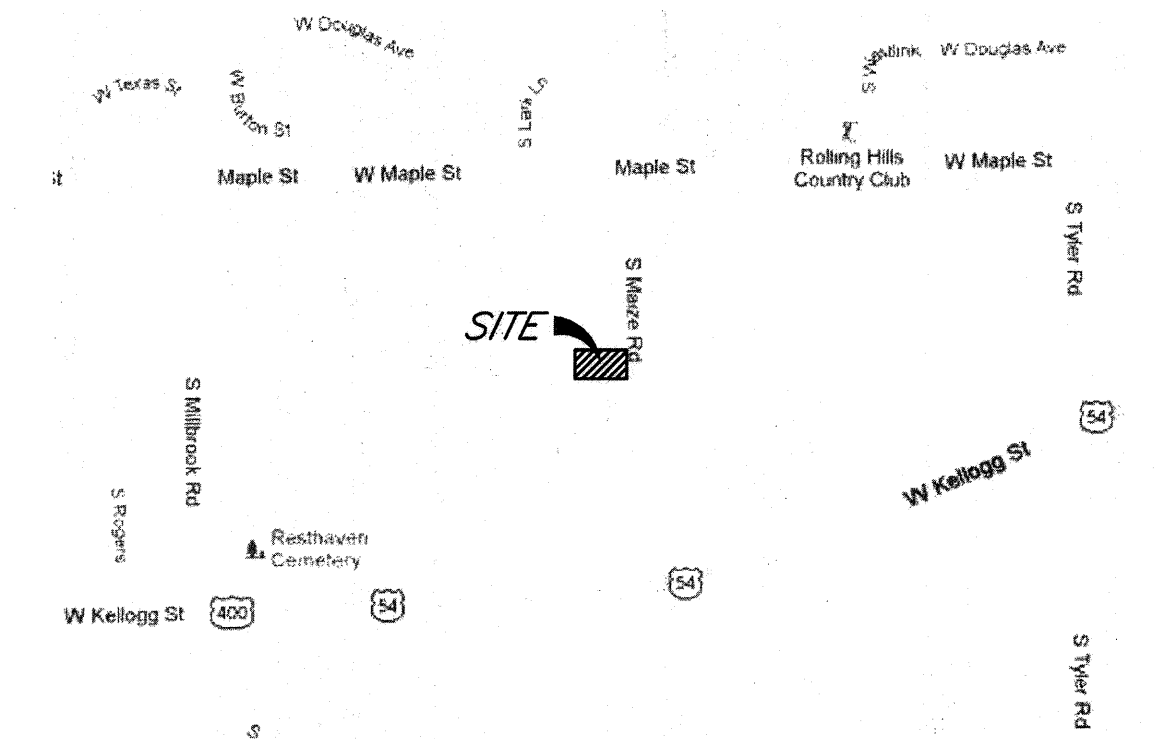 W Douglas Ave
W Douglas Ave
W Texas St
W Burton St
S Lark Ln
Maple St
W Maple St
Maple St
Rolling Hills
Country Club
W Maple St
st
S Tyler Rd
S Maize Rd
SITE
S Millbrook Rd
54
W Kellogg St
S Rogers
Resthaven
Cemetery
54
54
W Kellogg St
400
S Tyler Rd
S